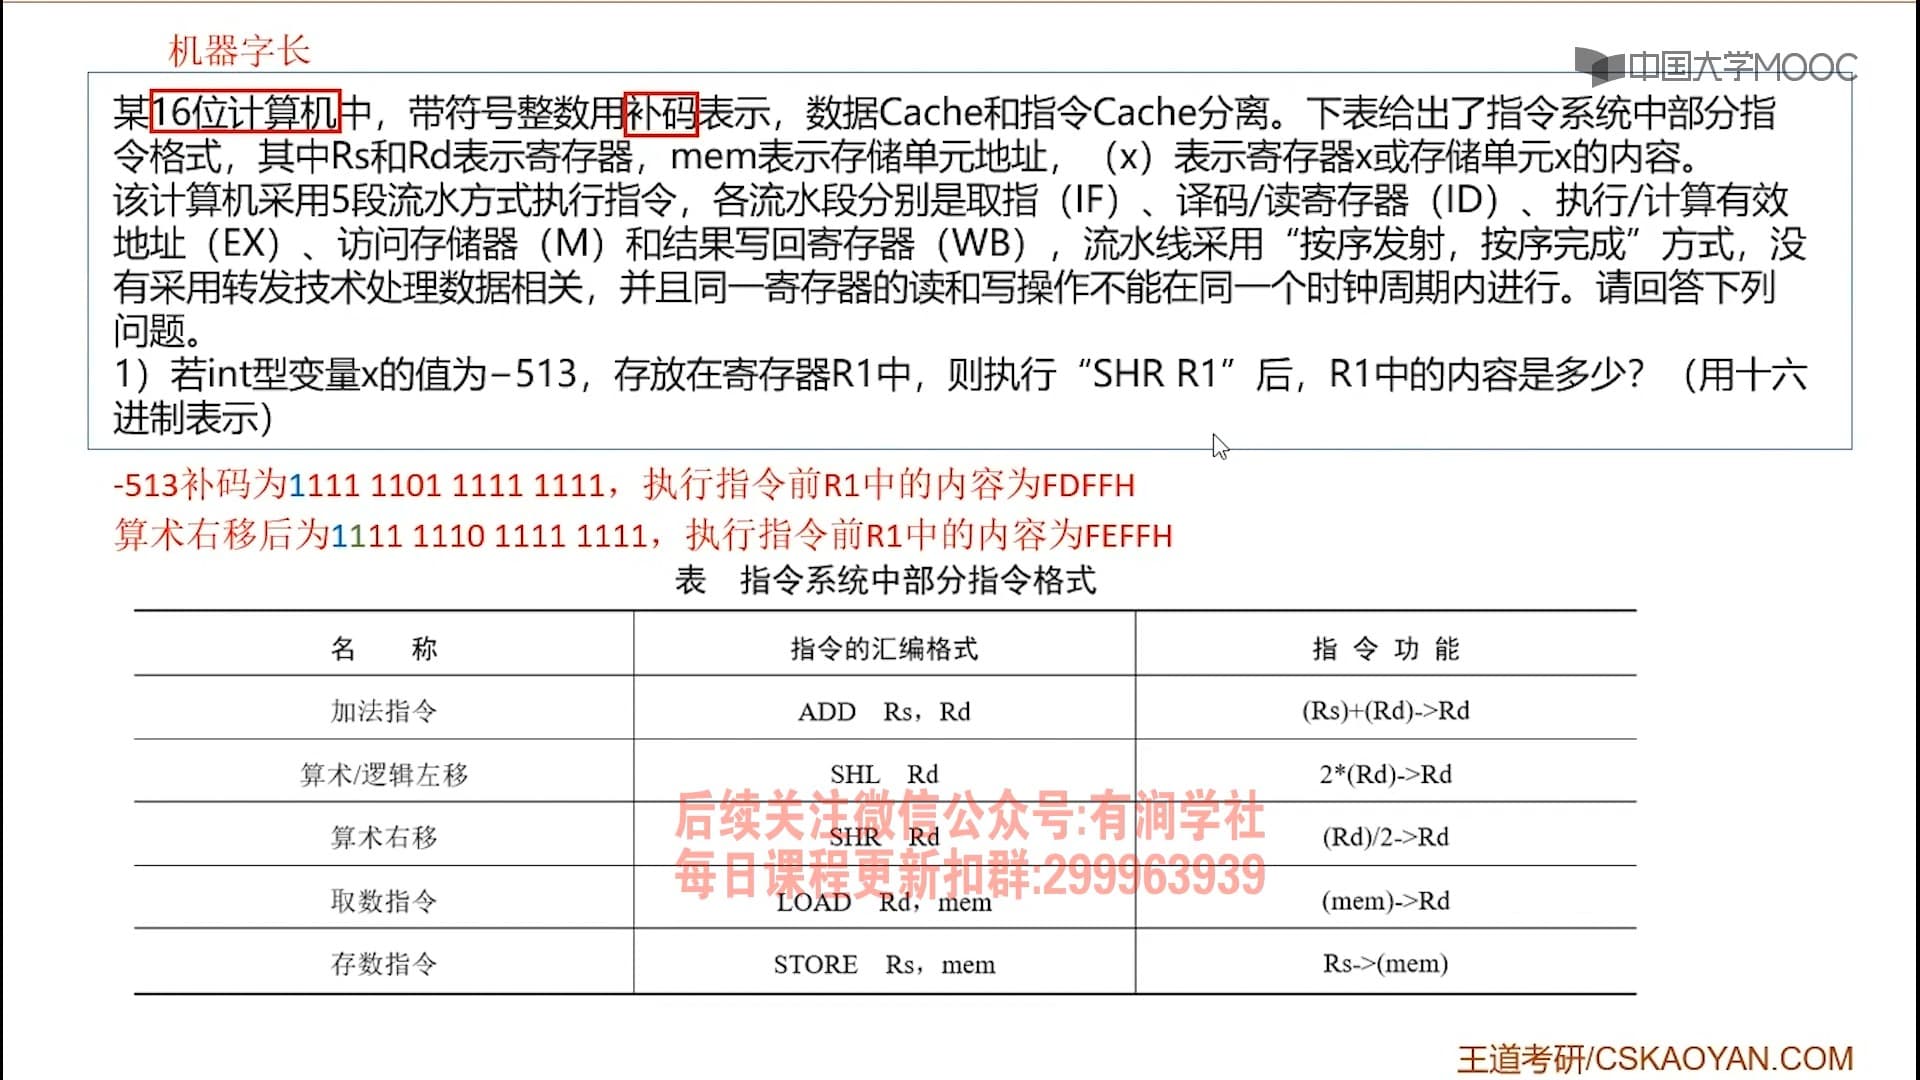 机器字长
中国大学MOOC
某16位计算机中，带符号整数用补码表示，数据Cache和指令Cache分离。下表给出了指令系统中部分指
令格式，其中Rs和Rd表示寄存器，mem表示存储单元地址，（x）表示寄存器x或存储单元x的内容。
该计算机采用5段流水方式执行指令，各流水段分别是取指（IF）、译码/读寄存器（ID）、执行/计算有效
地址（EX）、访问存储器（M）和结果写回寄存器（WB），流水线采用“按序发射，按序完成”方式，没
有采用转发技术处理数据相关，并且同一寄存器的读和写操作不能在同一个时钟周期内进行。请回答下列
问题。
1）若int型变量x的值为−513，存放在寄存器R1中，则执行“SHR R1”后，R1中的内容是多少？（用十六
进制表示）
-513补码为1111 1101 1111 1111，执行指令前R1中的内容为FDFFH
算术右移后为1111 1110 1111 1111，执行指令前R1中的内容为FEFFH
表 指令系统中部分指令格式
名 称 指令的汇编格式 指 令 功 能
加法指令 ADD Rs，Rd (Rs)+(Rd)->Rd
算术/逻辑左移 SHL Rd 2*(Rd)->Rd
算术右移 SHR Rd (Rd)/2->Rd
取数指令 LOAD Rd，mem (mem)->Rd
存数指令 STORE Rs，mem Rs->(mem)
后续关注微信公众号:有涧学社
每日课程更新扣群:299963939
王道考研/CSKAOYAN.COM